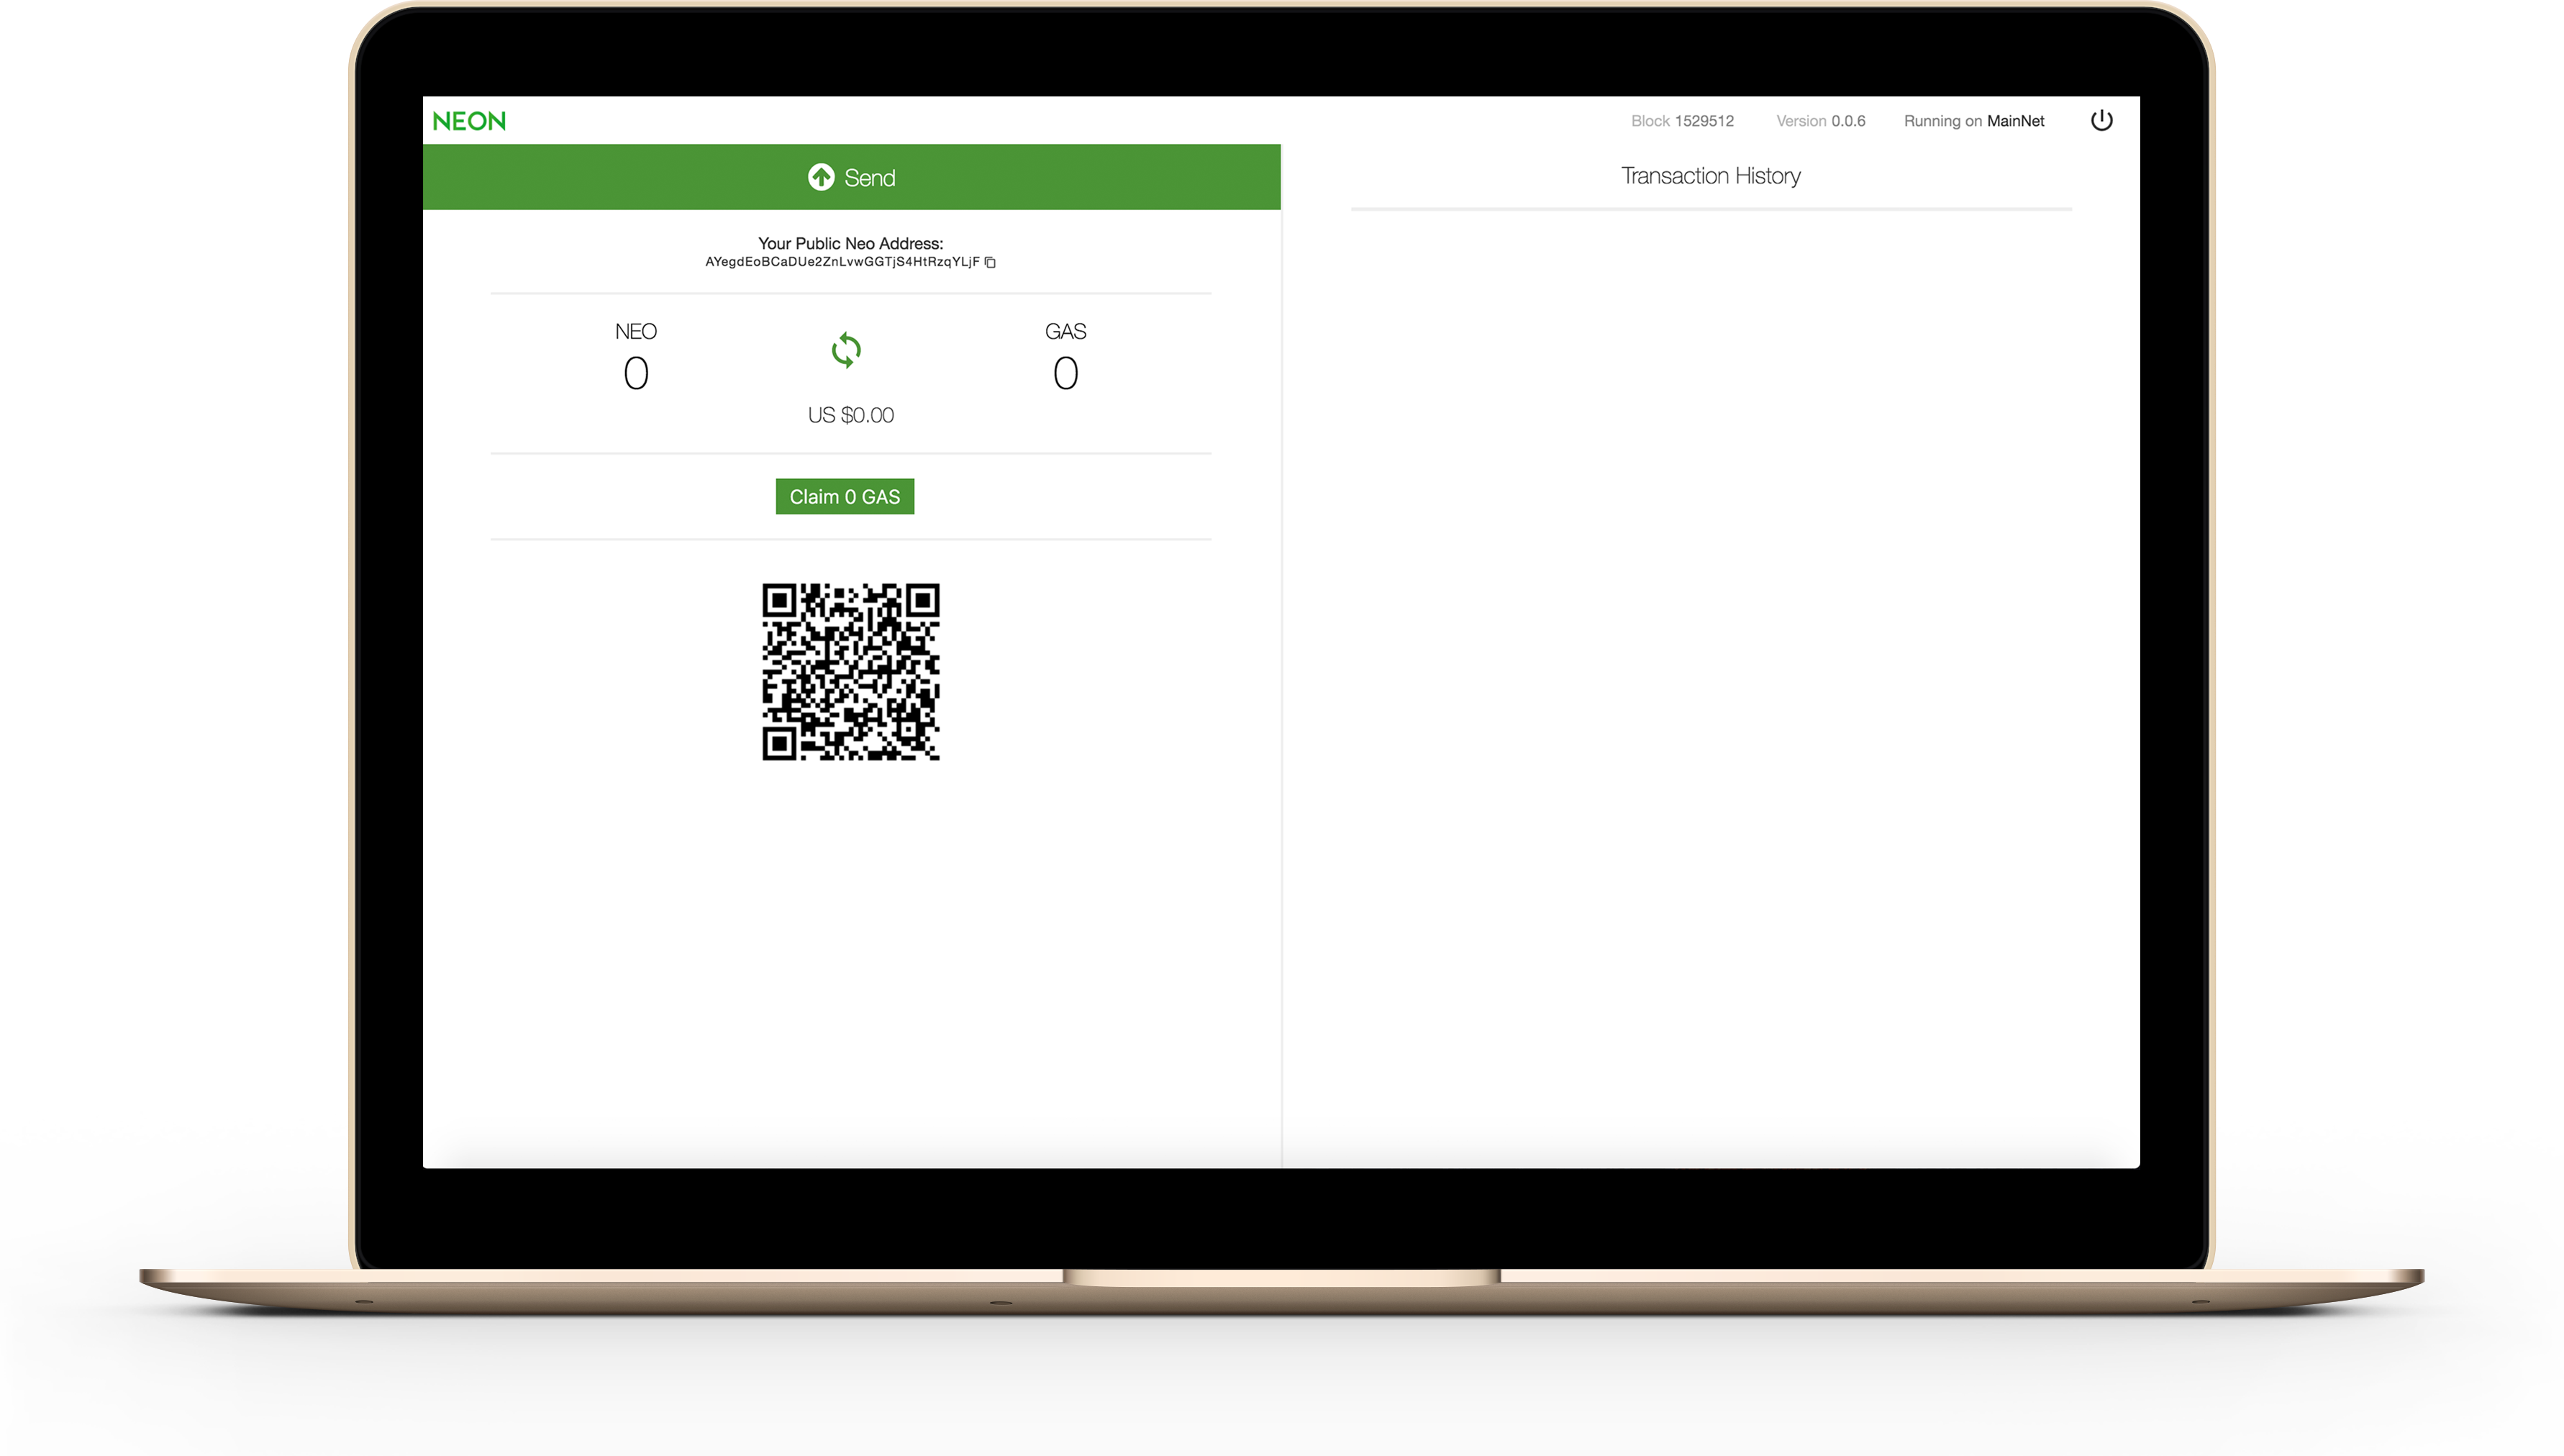 NEON
Block 1529512 Version 0.0.6 Running on MainNet
Send
Transaction History
Your Public Neo Address:
AYegdEoBCaDUe2ZnLvwGGTjS4HtRzqYLjF
NEO
0
GAS
0
US $0.00
Claim 0 GAS